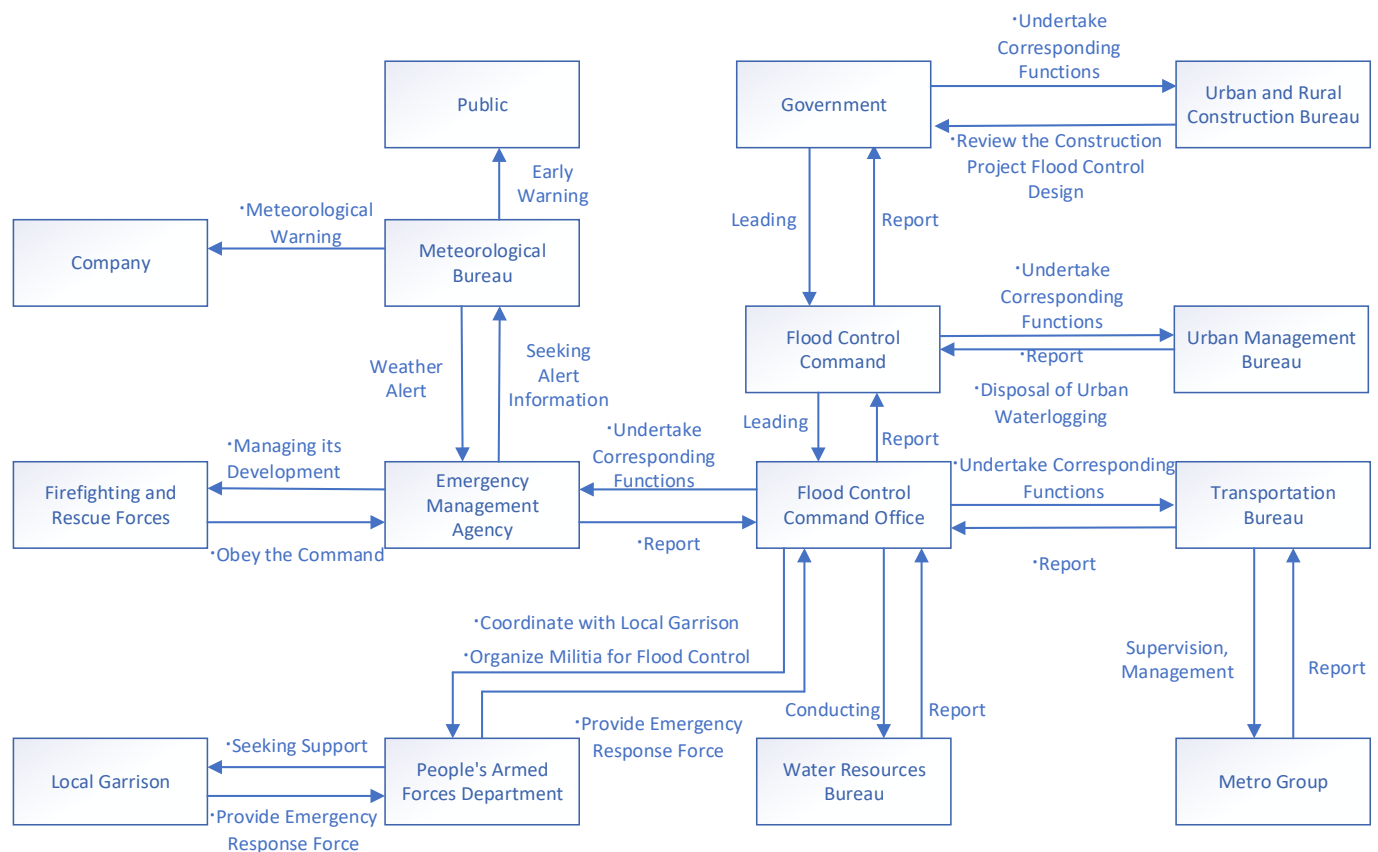 ·Undertake
Corresponding
Functions
Public
Government
Urban and Rural
Construction Bureau
·Review the Construction
Project Flood Control
Design
Early
Warning
·Meteorological
Warning
Leading
Report
Company
Meteorological
Bureau
·Undertake
Corresponding
Functions
Flood Control
Command
Urban Management
Bureau
·Report
·Disposal of Urban
Waterlogging
Weather
Alert
Seeking
Alert
Information
Leading
Report
·Managing its
Development
·Undertake
Corresponding
Functions
·Undertake Corresponding
Functions
Firefighting and
Rescue Forces
Emergency
Management
Agency
Flood Control
Command Office
Transportation
Bureau
·Obey the Command
·Report
·Report
·Coordinate with Local Garrison
·Organize Militia for Flood Control
Supervision,
Management
Report
·Provide Emergency
Response Force
Conducting
Report
·Seeking Support
Local Garrison
People's Armed
Forces Department
Water Resources
Bureau
Metro Group
·Provide Emergency
Response Force